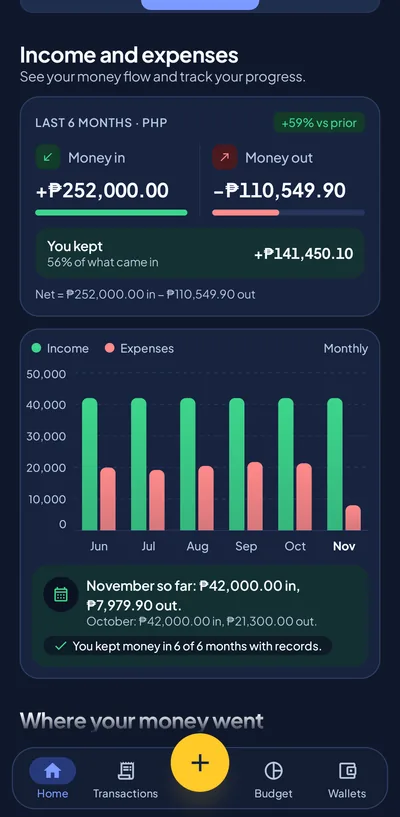 Income and expenses
See your money flow and track your progress.
LAST 6 MONTHS · PHP
+59% vs prior
Money in
Money out
+₱252,000.00
−₱110,549.90
You kept
56% of what came in
+₱141,450.10
Net = ₱252,000.00 in − ₱110,549.90 out
Income
Expenses
Monthly
50,000
40,000
30,000
20,000
10,000
0
Jun
Jul
Aug
Sep
Oct
Nov
November so far: ₱42,000.00 in,
₱7,979.90 out.
October: ₱42,000.00 in, ₱21,300.00 out.
You kept money in 6 of 6 months with records.
Where your money went
Home
Transactions
Budget
Wallets